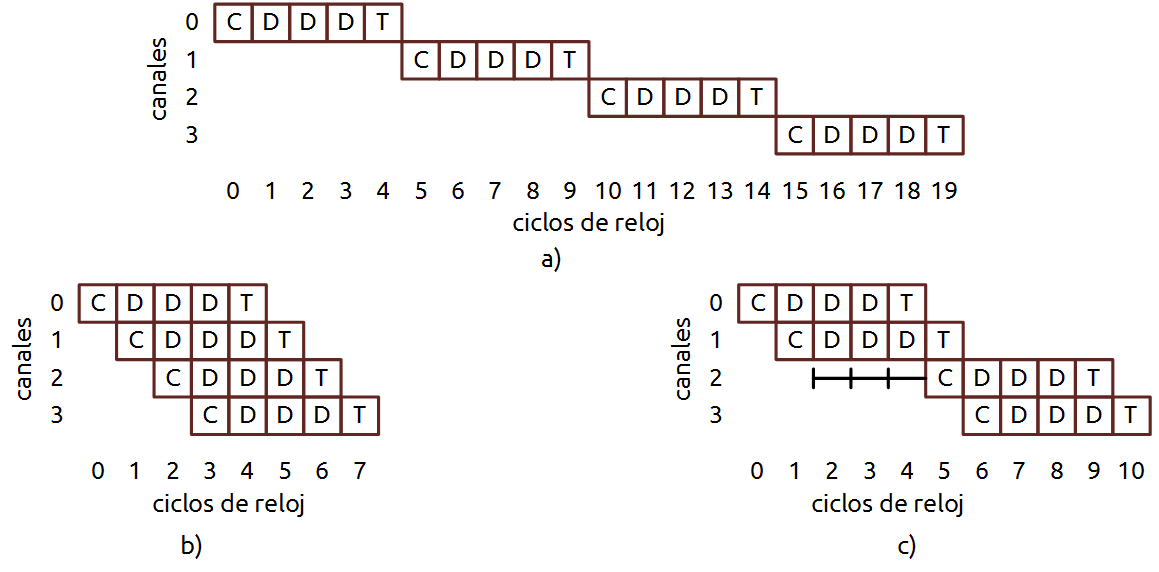 0 C D D D T
1 C D D D T
2 C D D D T
3 C D D D T
canales
0 1 2 3 4 5 6 7 8 9 10 11 12 13 14 15 16 17 18 19
ciclos de reloj
a)
0 C D D D T
1 C D D D T
2 C D D D T
3 C D D D T
canales
0 1 2 3 4 5 6 7
ciclos de reloj
b)
0 C D D D T
1 C D D D T
2 C D D D T
3 C D D D T
canales
0 1 2 3 4 5 6 7 8 9 10
ciclos de reloj
c)